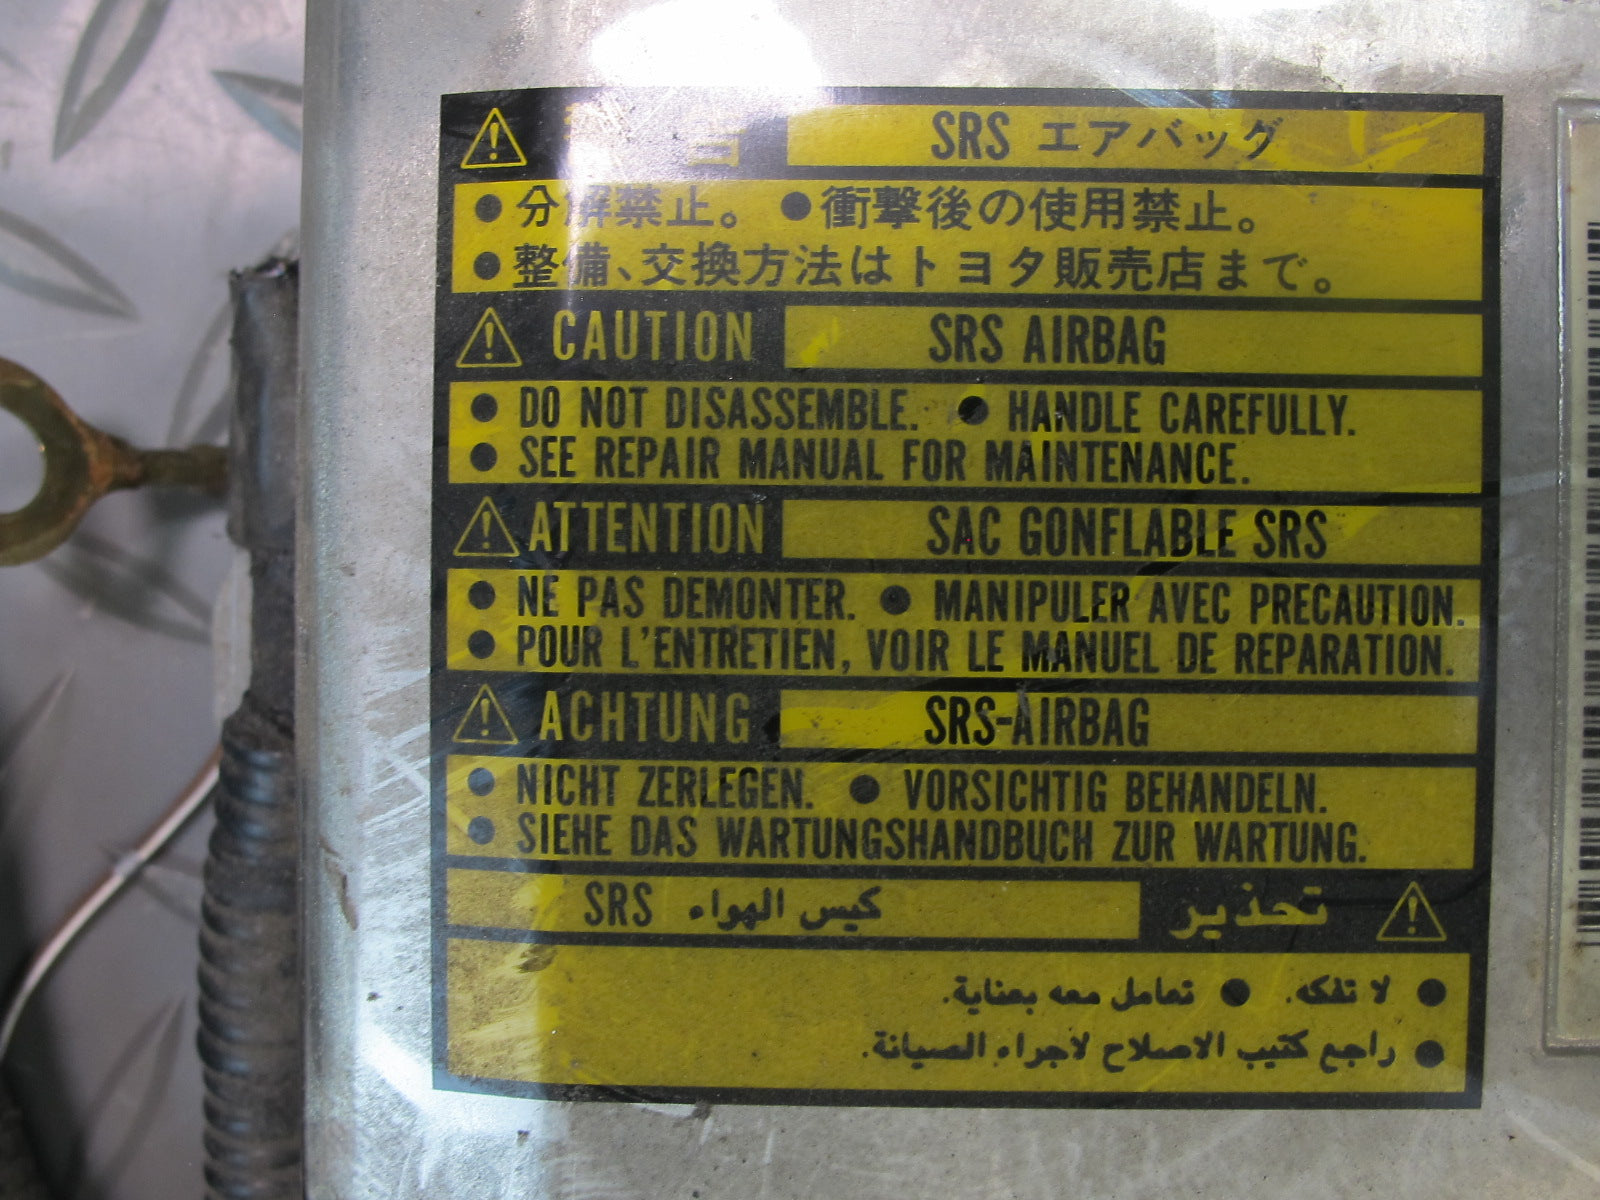 SRS エアバッグ
●分解禁止。 ●衝撃後の使用禁止。
●整備、交換方法はトヨタ販売店まで。
CAUTION SRS AIRBAG
●DO NOT DISASSEMBLE. ●HANDLE CAREFULLY.
●SEE REPAIR MANUAL FOR MAINTENANCE.
ATTENTION SAC GONFLABLE SRS
●NE PAS DEMONTER. ●MANIPULER AVEC PRECAUTION.
●POUR L'ENTRETIEN, VOIR LE MANUEL DE REPARATION.
ACHTUNG SRS-AIRBAG
●NICHT ZERLEGEN. ●VORSICHTIG BEHANDELN.
●SIEHE DAS WARTUNGSHANDBUCH ZUR WARTUNG.
تحذير كيس الهواء SRS
● لا تفكه. ● تعامل معه بعناية.
● راجع كتيب الاصلاح لاجراء الصيانة.